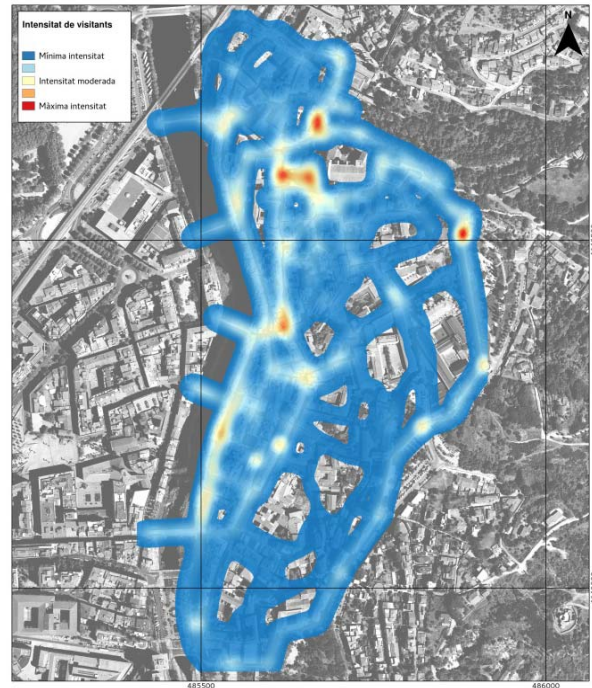 Intensitat de visitants
Mínima intensitat
Intensitat moderada
Màxima intensitat
N
485500
486000